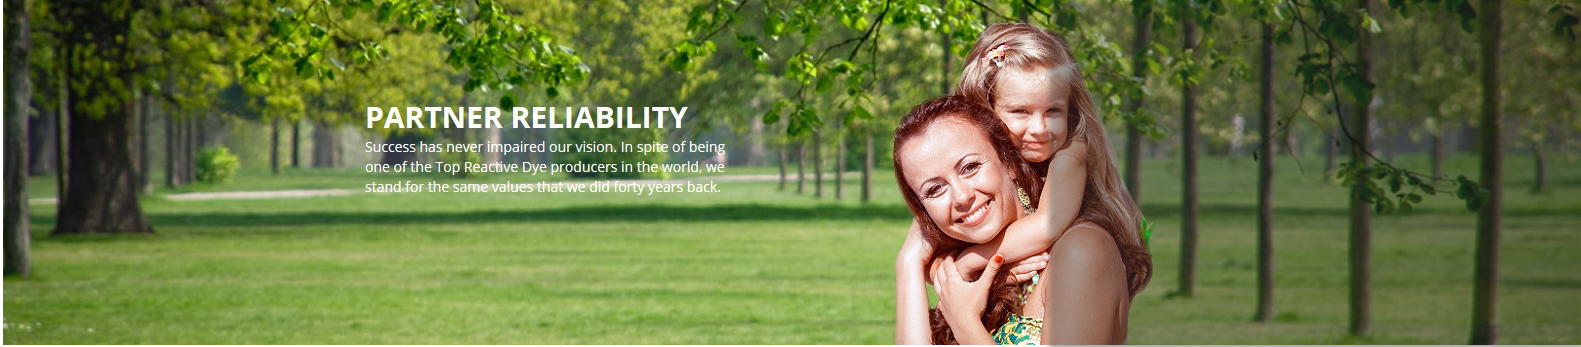 PARTNER RELIABILITY
Success has never impaired our vision. In spite of being
one of the Top Reactive Dye producers in the world, we
stand for the same values that we did forty years back.